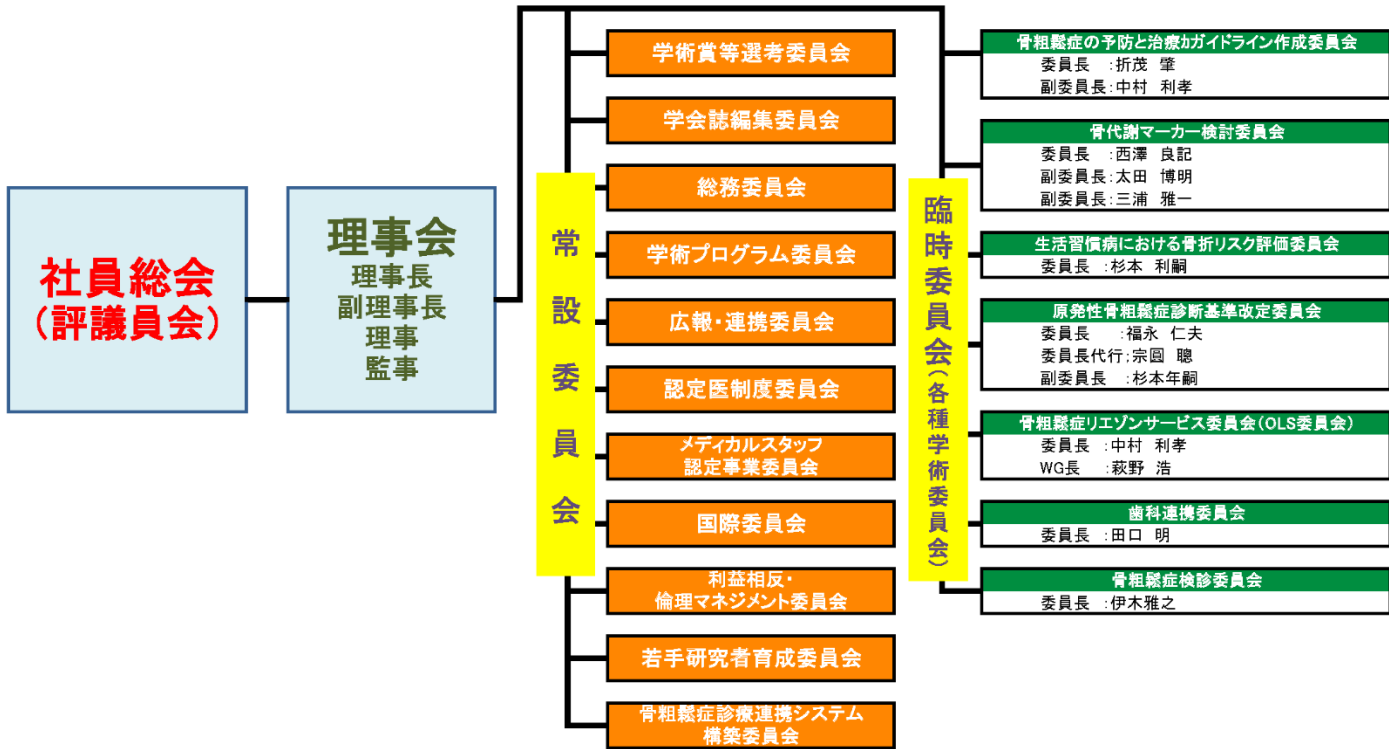 社員総会
（評議員会）
理事会
理事長
副理事長
理事
監事
常設委員会
学術賞等選考委員会
学会誌編集委員会
総務委員会
学術プログラム委員会
広報・連携委員会
認定医制度委員会
メディカルスタッフ
認定事業委員会
国際委員会
利益相反・
倫理マネジメント委員会
若手研究者育成委員会
骨粗鬆症診療連携システム
構築委員会
臨時委員会（各種学術委員会）
骨粗鬆症の予防と治療ガイドライン作成委員会
委員長　：折茂　肇
副委員長：中村　利孝
骨代謝マーカー検討委員会
委員長　：西澤　良記
副委員長：太田　博明
副委員長：三浦　雅一
生活習慣病における骨折リスク評価委員会
委員長　：杉本　利嗣
原発性骨粗鬆症診断基準改定委員会
委員長　　：福永　仁夫
委員長代行：宗圓　聰
副委員長　：杉本年嗣
骨粗鬆症リエゾンサービス委員会（OLS委員会）
委員長　：中村　利孝
WG長　：萩野　浩
歯科連携委員会
委員長　：田口　明
骨粗鬆症検診委員会
委員長　：伊木雅之